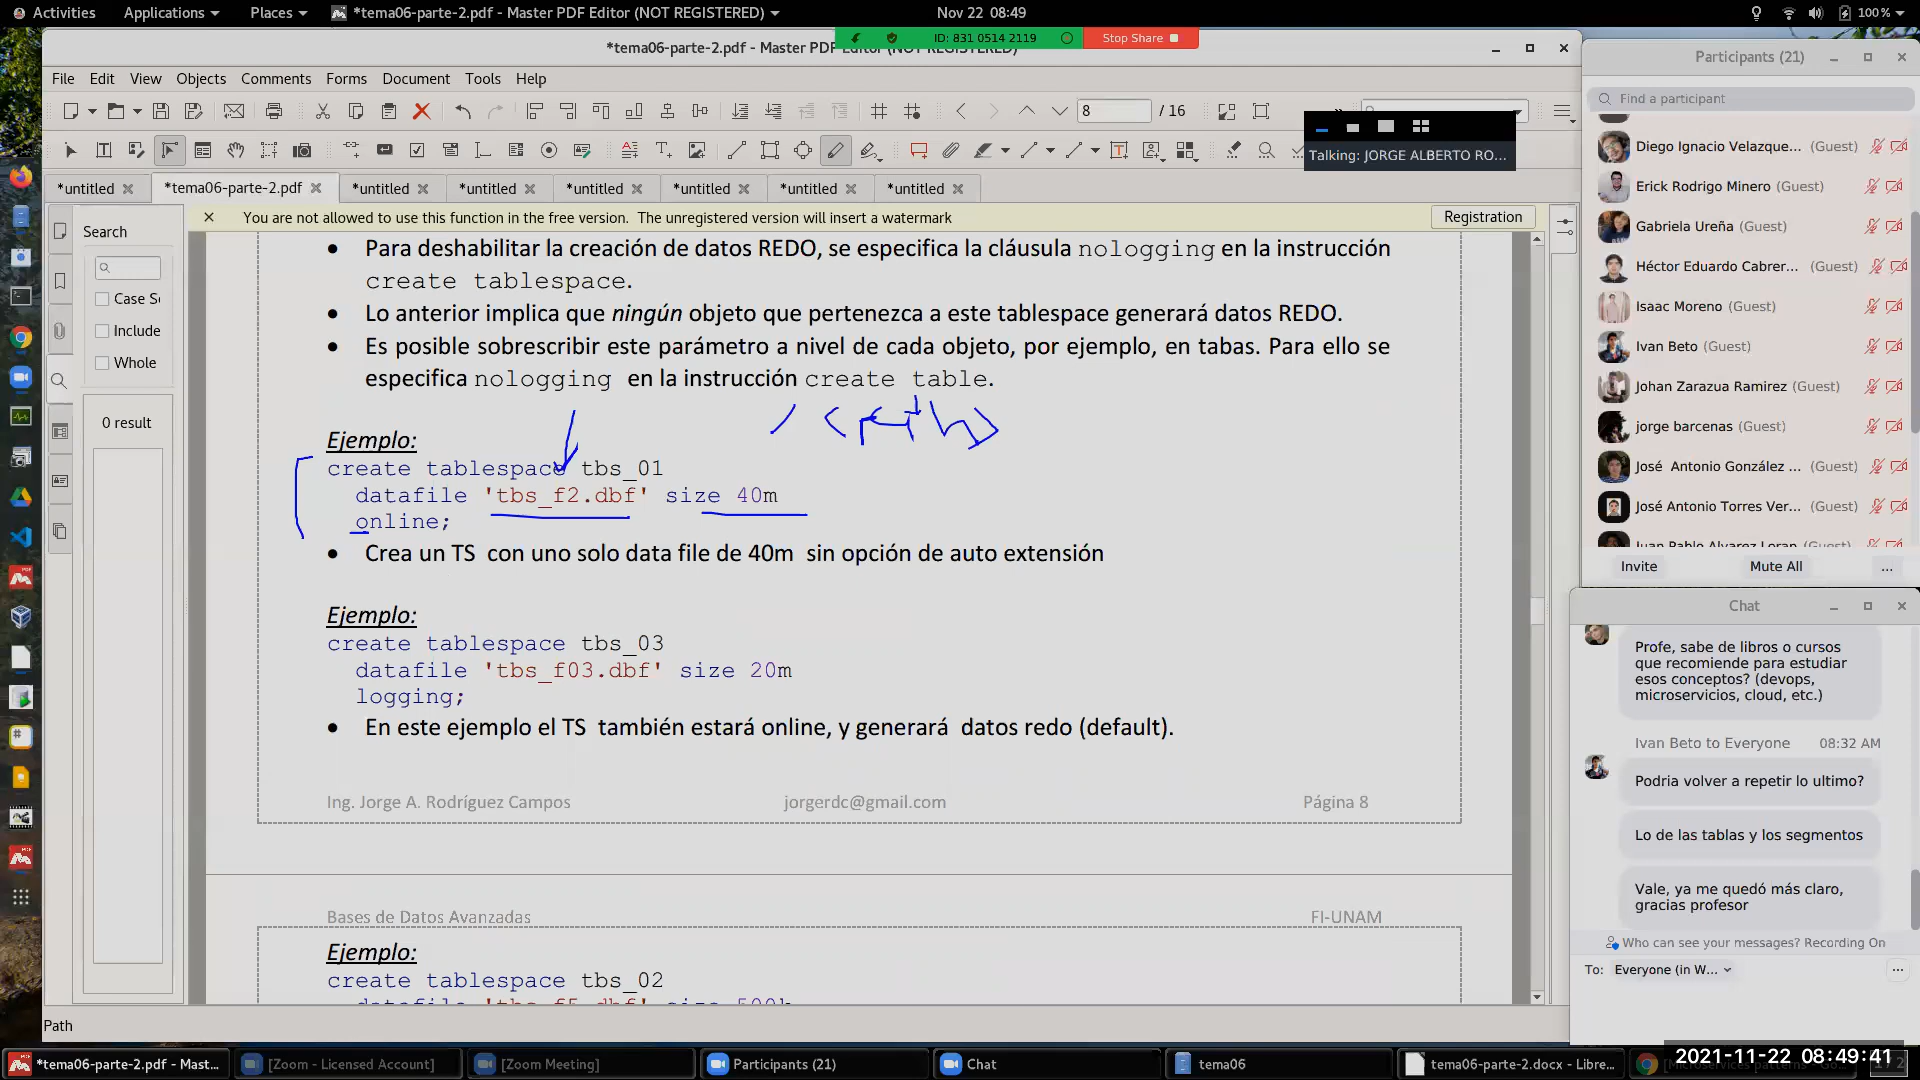 Activities Applications Places *tema06-parte-2.pdf - Master PDF Editor (NOT REGISTERED) Nov 22 08:49 100 %
*tema06-parte-2.pdf - Master PDF Editor (NOT REGISTERED)
ID: 831 0514 2119 Stop Share
File Edit View Objects Comments Forms Document Tools Help
8 / 16
Talking: JORGE ALBERTO RO...
*untitled *tema06-parte-2.pdf *untitled *untitled *untitled *untitled *untitled *untitled
You are not allowed to use this function in the free version. The unregistered version will insert a watermark Registration
Search
Case Se
Include
Whole
0 result
• Para deshabilitar la creación de datos REDO, se especifica la cláusula nologging en la instrucción
create tablespace.
• Lo anterior implica que ningún objeto que pertenezca a este tablespace generará datos REDO.
• Es posible sobrescribir este parámetro a nivel de cada objeto, por ejemplo, en tabas. Para ello se
especifica nologging en la instrucción create table.
Ejemplo:
create tablespace tbs_01
datafile 'tbs_f2.dbf' size 40m
online;
• Crea un TS con uno solo data file de 40m sin opción de auto extensión
Ejemplo:
create tablespace tbs_03
datafile 'tbs_f03.dbf' size 20m
logging;
• En este ejemplo el TS también estará online, y generará datos redo (default).
Ing. Jorge A. Rodríguez Campos jorgerdc@gmail.com Página 8
Bases de Datos Avanzadas FI-UNAM
Ejemplo:
create tablespace tbs_02
datafile 'tbs_f5.dbf' size 500k
Path
Participants (21)
Find a participant
Diego Ignacio Velazque... (Guest)
Erick Rodrigo Minero (Guest)
Gabriela Ureña (Guest)
Héctor Eduardo Cabrer... (Guest)
Isaac Moreno (Guest)
Ivan Beto (Guest)
Johan Zarazua Ramirez (Guest)
jorge barcenas (Guest)
José Antonio González ... (Guest)
José Antonio Torres Ver... (Guest)
Invite Mute All ...
Chat
Profe, sabe de libros o cursos
que recomiende para estudiar
esos conceptos? (devops,
microservicios, cloud, etc.)
Ivan Beto to Everyone 08:32 AM
Podria volver a repetir lo ultimo?
Lo de las tablas y los segmentos
Vale, ya me quedó más claro,
gracias profesor
Who can see your messages? Recording On
To: Everyone (in W...
*tema06-parte-2.pdf - Mast... [Zoom - Licensed Account] [Zoom Meeting] Participants (21) Chat tema06 tema06-parte-2.docx - Libre...
2021-11-22 08:49:41